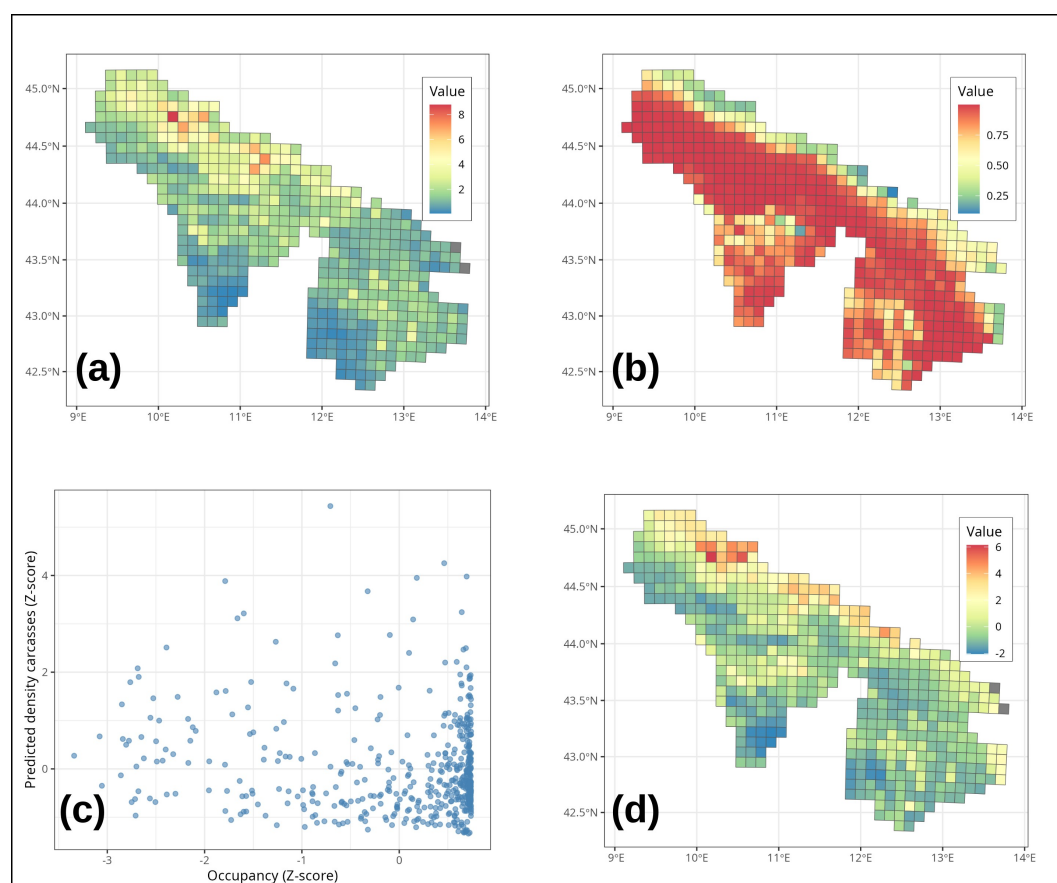 Value
8
6
4
2
45.0°N
44.5°N
44.0°N
43.5°N
43.0°N
42.5°N
(a)
9°E 10°E 11°E 12°E 13°E 14°E
Value
0.75
0.50
0.25
45.0°N
44.5°N
44.0°N
43.5°N
43.0°N
42.5°N
(b)
9°E 10°E 11°E 12°E 13°E 14°E
Predicted density carcasses (Z-score)
4
2
0
(c)
-3 -2 -1 0
Occupancy (Z-score)
Value
6
4
2
0
-2
45.0°N
44.5°N
44.0°N
43.5°N
43.0°N
42.5°N
(d)
9°E 10°E 11°E 12°E 13°E 14°E